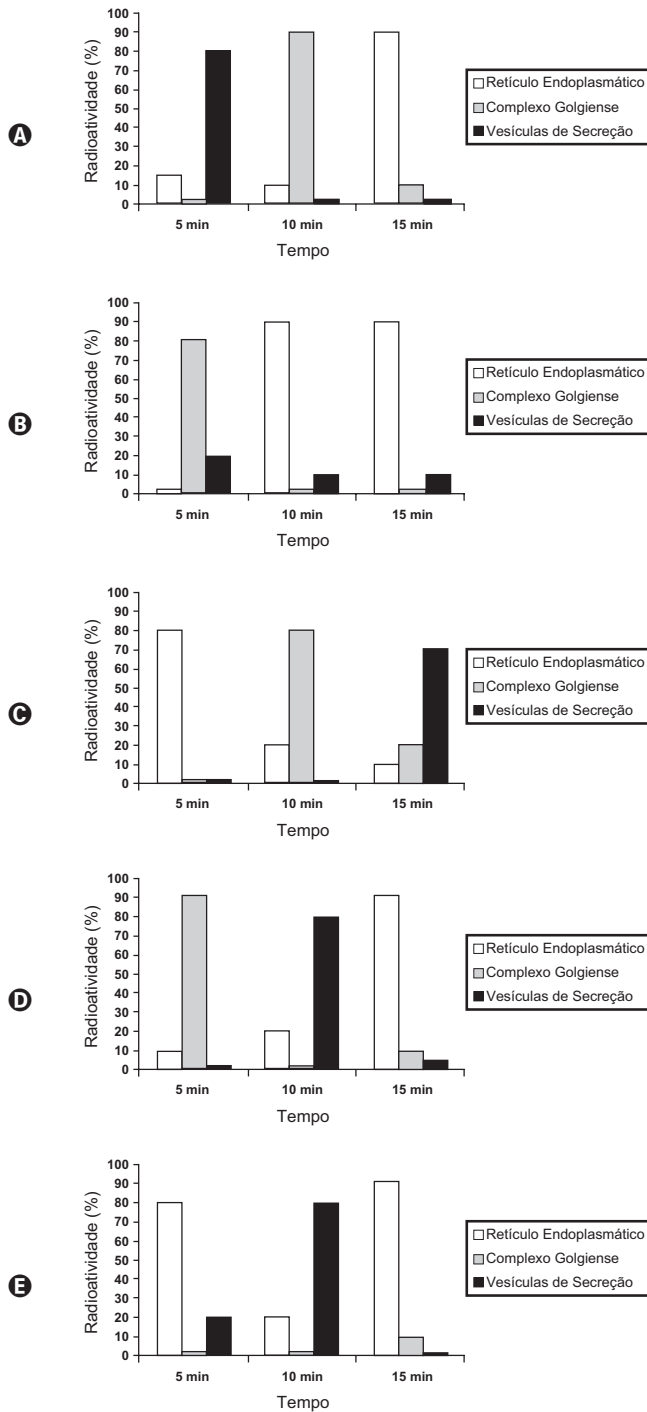 A
Radioatividade (%)
100
90
80
70
60
50
40
30
20
10
0
5 min
10 min
15 min
Tempo
Retículo Endoplasmático
Complexo Golgiense
Vesículas de Secreção
B
Radioatividade (%)
100
90
80
70
60
50
40
30
20
10
0
5 min
10 min
15 min
Tempo
Retículo Endoplasmático
Complexo Golgiense
Vesículas de Secreção
C
Radioatividade (%)
100
90
80
70
60
50
40
30
20
10
0
5 min
10 min
15 min
Tempo
Retículo Endoplasmático
Complexo Golgiense
Vesículas de Secreção
D
Radioatividade (%)
100
90
80
70
60
50
40
30
20
10
0
5 min
10 min
15 min
Tempo
Retículo Endoplasmático
Complexo Golgiense
Vesículas de Secreção
E
Radioatividade (%)
100
90
80
70
60
50
40
30
20
10
0
5 min
10 min
15 min
Tempo
Retículo Endoplasmático
Complexo Golgiense
Vesículas de Secreção